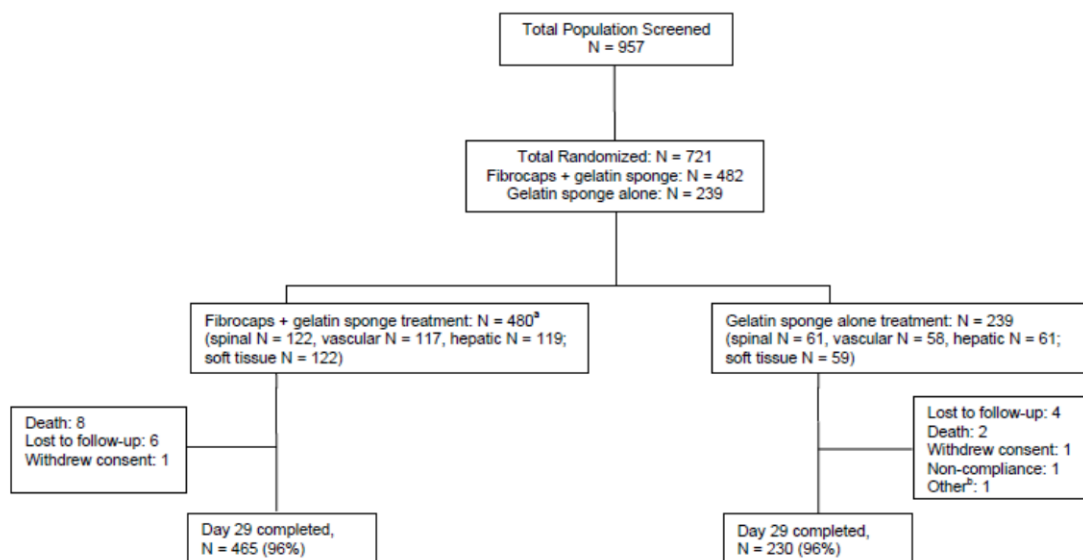 Total Population Screened
N = 957
Total Randomized: N = 721
Fibrocaps + gelatin sponge: N = 482
Gelatin sponge alone: N = 239
Fibrocaps + gelatin sponge treatment: N = 480ᵃ
(spinal N = 122, vascular N = 117, hepatic N = 119;
soft tissue N = 122)
Gelatin sponge alone treatment: N = 239
(spinal N = 61, vascular N = 58, hepatic N = 61;
soft tissue N = 59)
Death: 8
Lost to follow-up: 6
Withdrew consent: 1
Lost to follow-up: 4
Death: 2
Withdrew consent: 1
Non-compliance: 1
Otherᵇ: 1
Day 29 completed,
N = 465 (96%)
Day 29 completed,
N = 230 (96%)